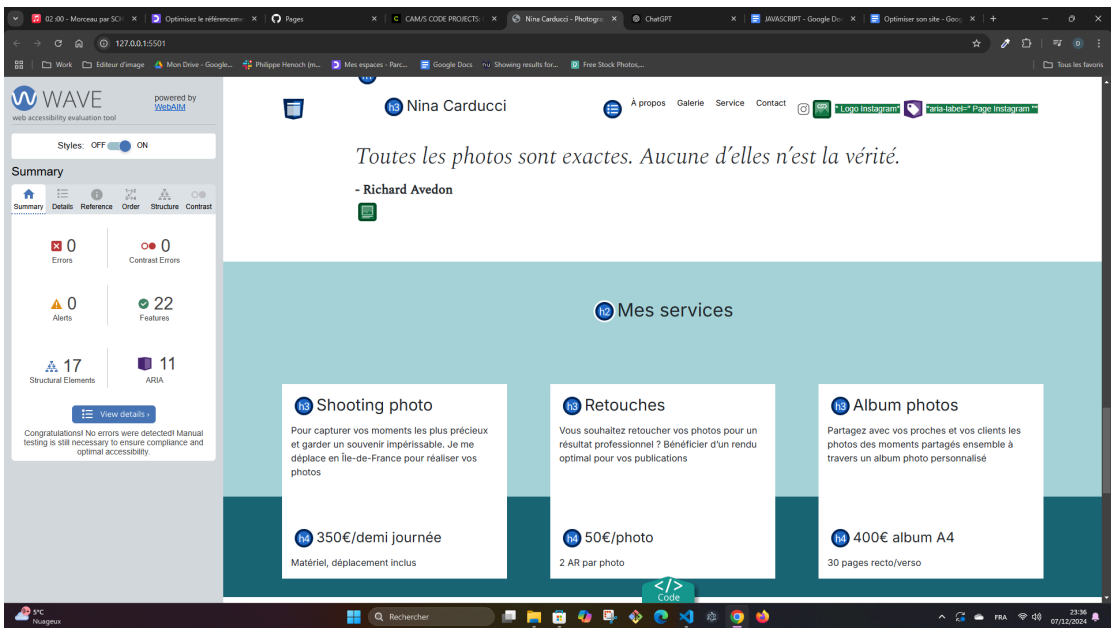 02 :00 - Morceau par SCH
Optimisez le référenceme
Pages
CAM/S CODE PROJECTS:
Nina Carducci - Photogra
ChatGPT
JAVASCRIPT - Google Do
Optimiser son site - Goog
127.0.0.1:5501
Work
Editeur d'image
Mon Drive - Google...
Philippe Henoch (m...
Mes espaces - Parc...
Google Docs
Showing results for...
Free Stock Photos,...
Tous les favoris
WAVE
powered by
WebAIM
web accessibility evaluation tool
Styles: OFF ON
Summary
Summary Details Reference Order Structure Contrast
0
Errors
0
Contrast Errors
0
Alerts
22
Features
17
Structural Elements
11
ARIA
View details ›
Congratulations! No errors were detected! Manual
testing is still necessary to ensure compliance and
optimal accessibility.
h3 Nina Carducci
À propos Galerie Service Contact
" Logo Instagram"
"aria-label=" Page Instagram ""
Toutes les photos sont exactes. Aucune d'elles n'est la vérité.
- Richard Avedon
h2 Mes services
h3 Shooting photo
Pour capturer vos moments les plus précieux
et garder un souvenir impérissable. Je me
déplace en Île-de-France pour réaliser vos
photos
h4 350€/demi journée
Matériel, déplacement inclus
h3 Retouches
Vous souhaitez retoucher vos photos pour un
résultat professionnel ? Bénéficier d'un rendu
optimal pour vos publications
h4 50€/photo
2 AR par photo
h3 Album photos
Partagez avec vos proches et vos clients les
photos des moments partagés ensemble à
travers un album photo personnalisé
h4 400€ album A4
30 pages recto/verso
</>
Code
5°C
Nuageux
Rechercher
FRA
23:36
07/12/2024